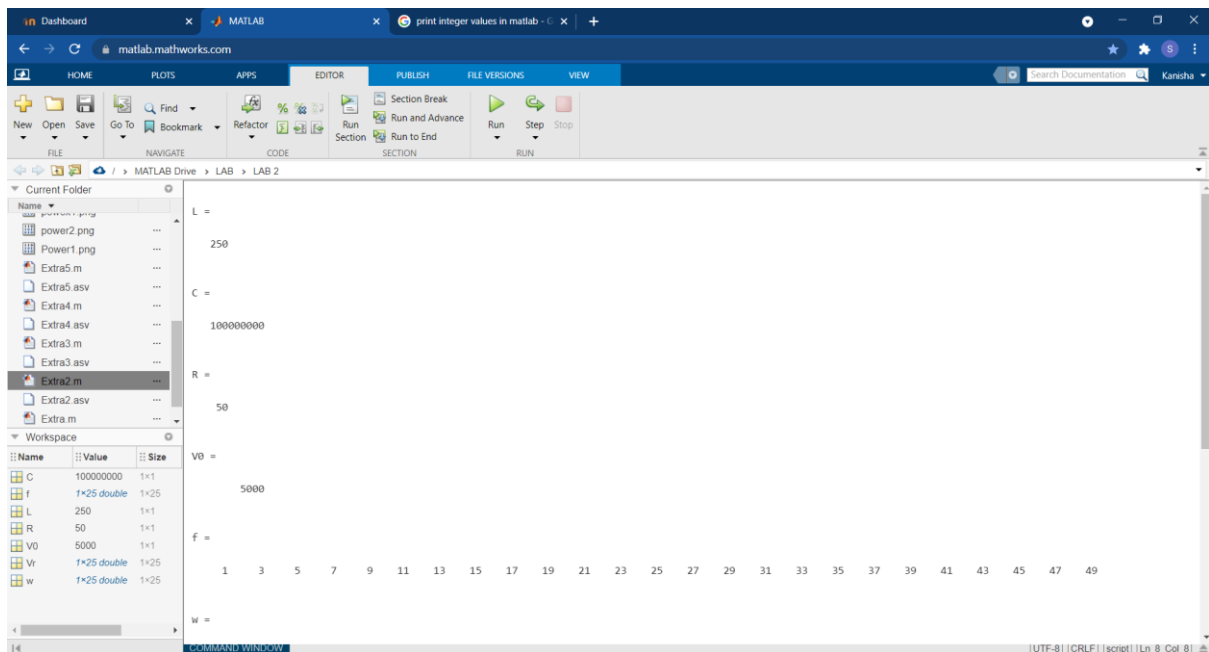 Dashboard
MATLAB
print integer values in matlab - G
matlab.mathworks.com
S
HOME PLOTS APPS EDITOR PUBLISH FILE VERSIONS VIEW
Search Documentation
Kanisha
New Open Save
Go To
Find
Bookmark
Refactor
Run Section
Section Break
Run and Advance
Run to End
Run Step Stop
FILE NAVIGATE CODE SECTION RUN
/ > MATLAB Drive > LAB > LAB 2
Current Folder
Name
power2.png
Power1.png
Extra5.m
Extra5.asv
Extra4.m
Extra4.asv
Extra3.m
Extra3.asv
Extra2.m
Extra2.asv
Extra.m
Workspace
Name Value Size
C 100000000 1×1
f 1×25 double 1×25
L 250 1×1
R 50 1×1
V0 5000 1×1
Vr 1×25 double 1×25
w 1×25 double 1×25
L =
250
C =
100000000
R =
50
V0 =
5000
f =
1 3 5 7 9 11 13 15 17 19 21 23 25 27 29 31 33 35 37 39 41 43 45 47 49
w =
COMMAND WINDOW
UTF-8 | CRLF | script | Ln 8 Col 8